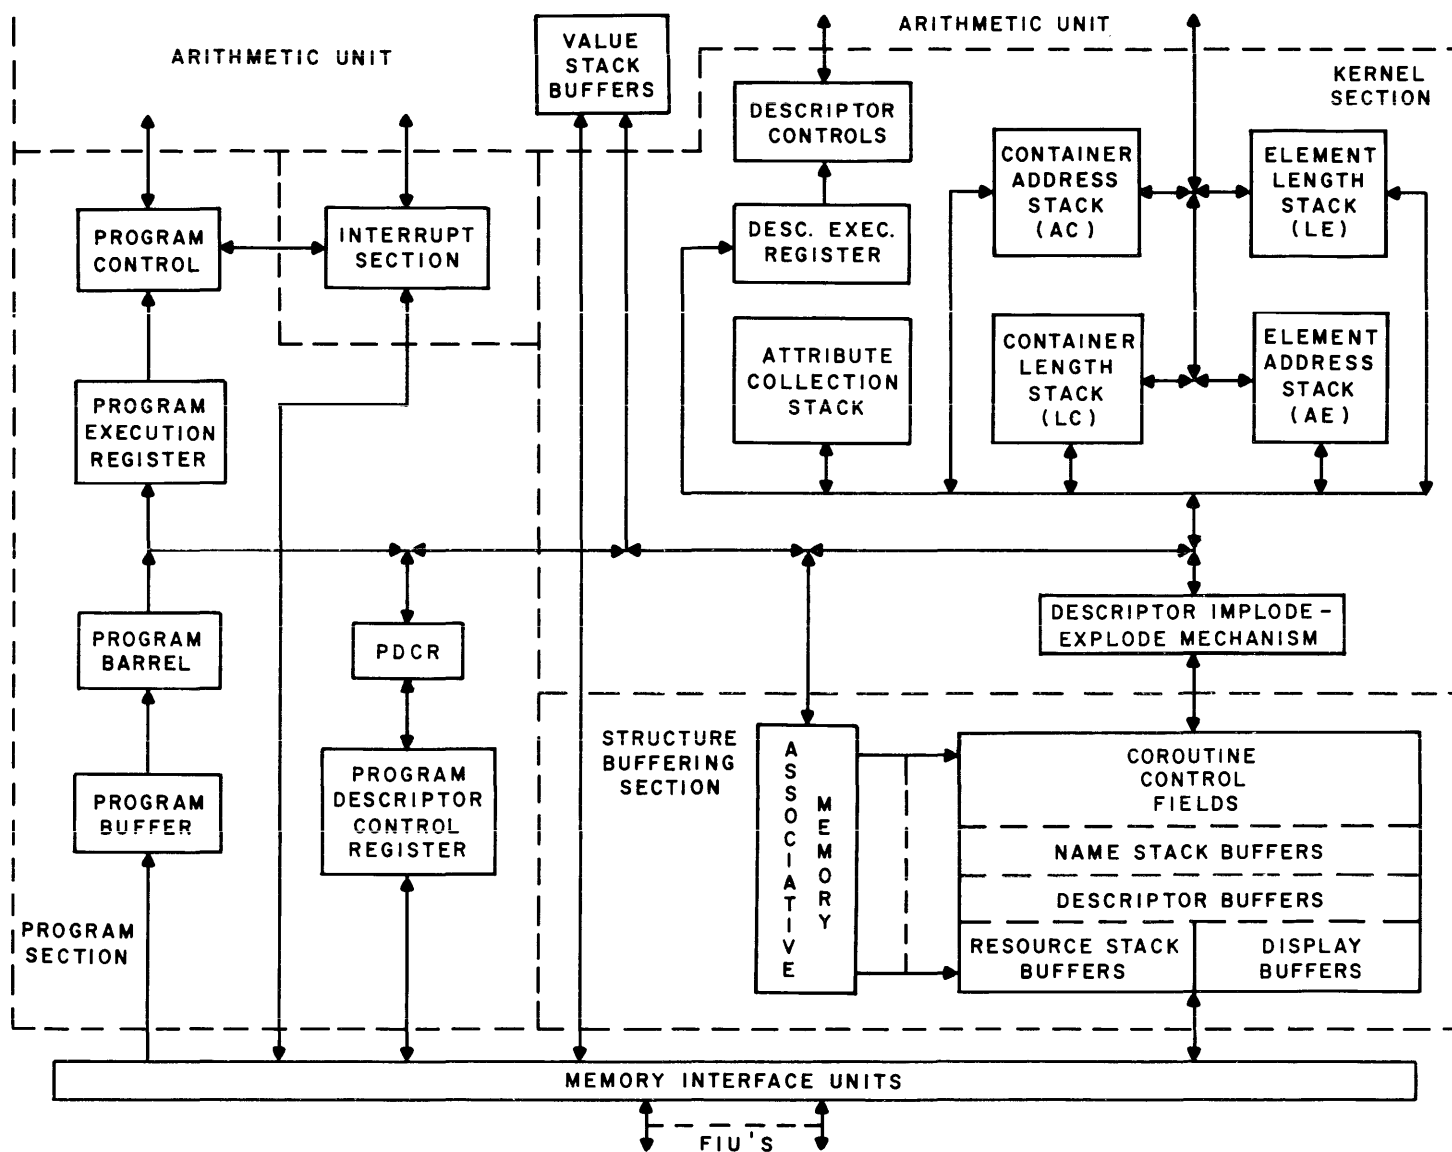 ARITHMETIC UNIT
VALUE
STACK
BUFFERS
ARITHMETIC UNIT
KERNEL
SECTION
DESCRIPTOR
CONTROLS
CONTAINER
ADDRESS
STACK
(AC)
ELEMENT
LENGTH
STACK
(LE)
PROGRAM
CONTROL
INTERRUPT
SECTION
DESC. EXEC.
REGISTER
ATTRIBUTE
COLLECTION
STACK
CONTAINER
LENGTH
STACK
(LC)
ELEMENT
ADDRESS
STACK
(AE)
PROGRAM
EXECUTION
REGISTER
DESCRIPTOR IMPLODE-
EXPLODE MECHANISM
PROGRAM
BARREL
PDCR
STRUCTURE
BUFFERING
SECTION
ASSOCIATIVE
MEMORY
COROUTINE
CONTROL
FIELDS
PROGRAM
BUFFER
PROGRAM
DESCRIPTOR
CONTROL
REGISTER
NAME STACK BUFFERS
DESCRIPTOR BUFFERS
RESOURCE STACK
BUFFERS
DISPLAY
BUFFERS
PROGRAM
SECTION
MEMORY INTERFACE UNITS
FIU'S